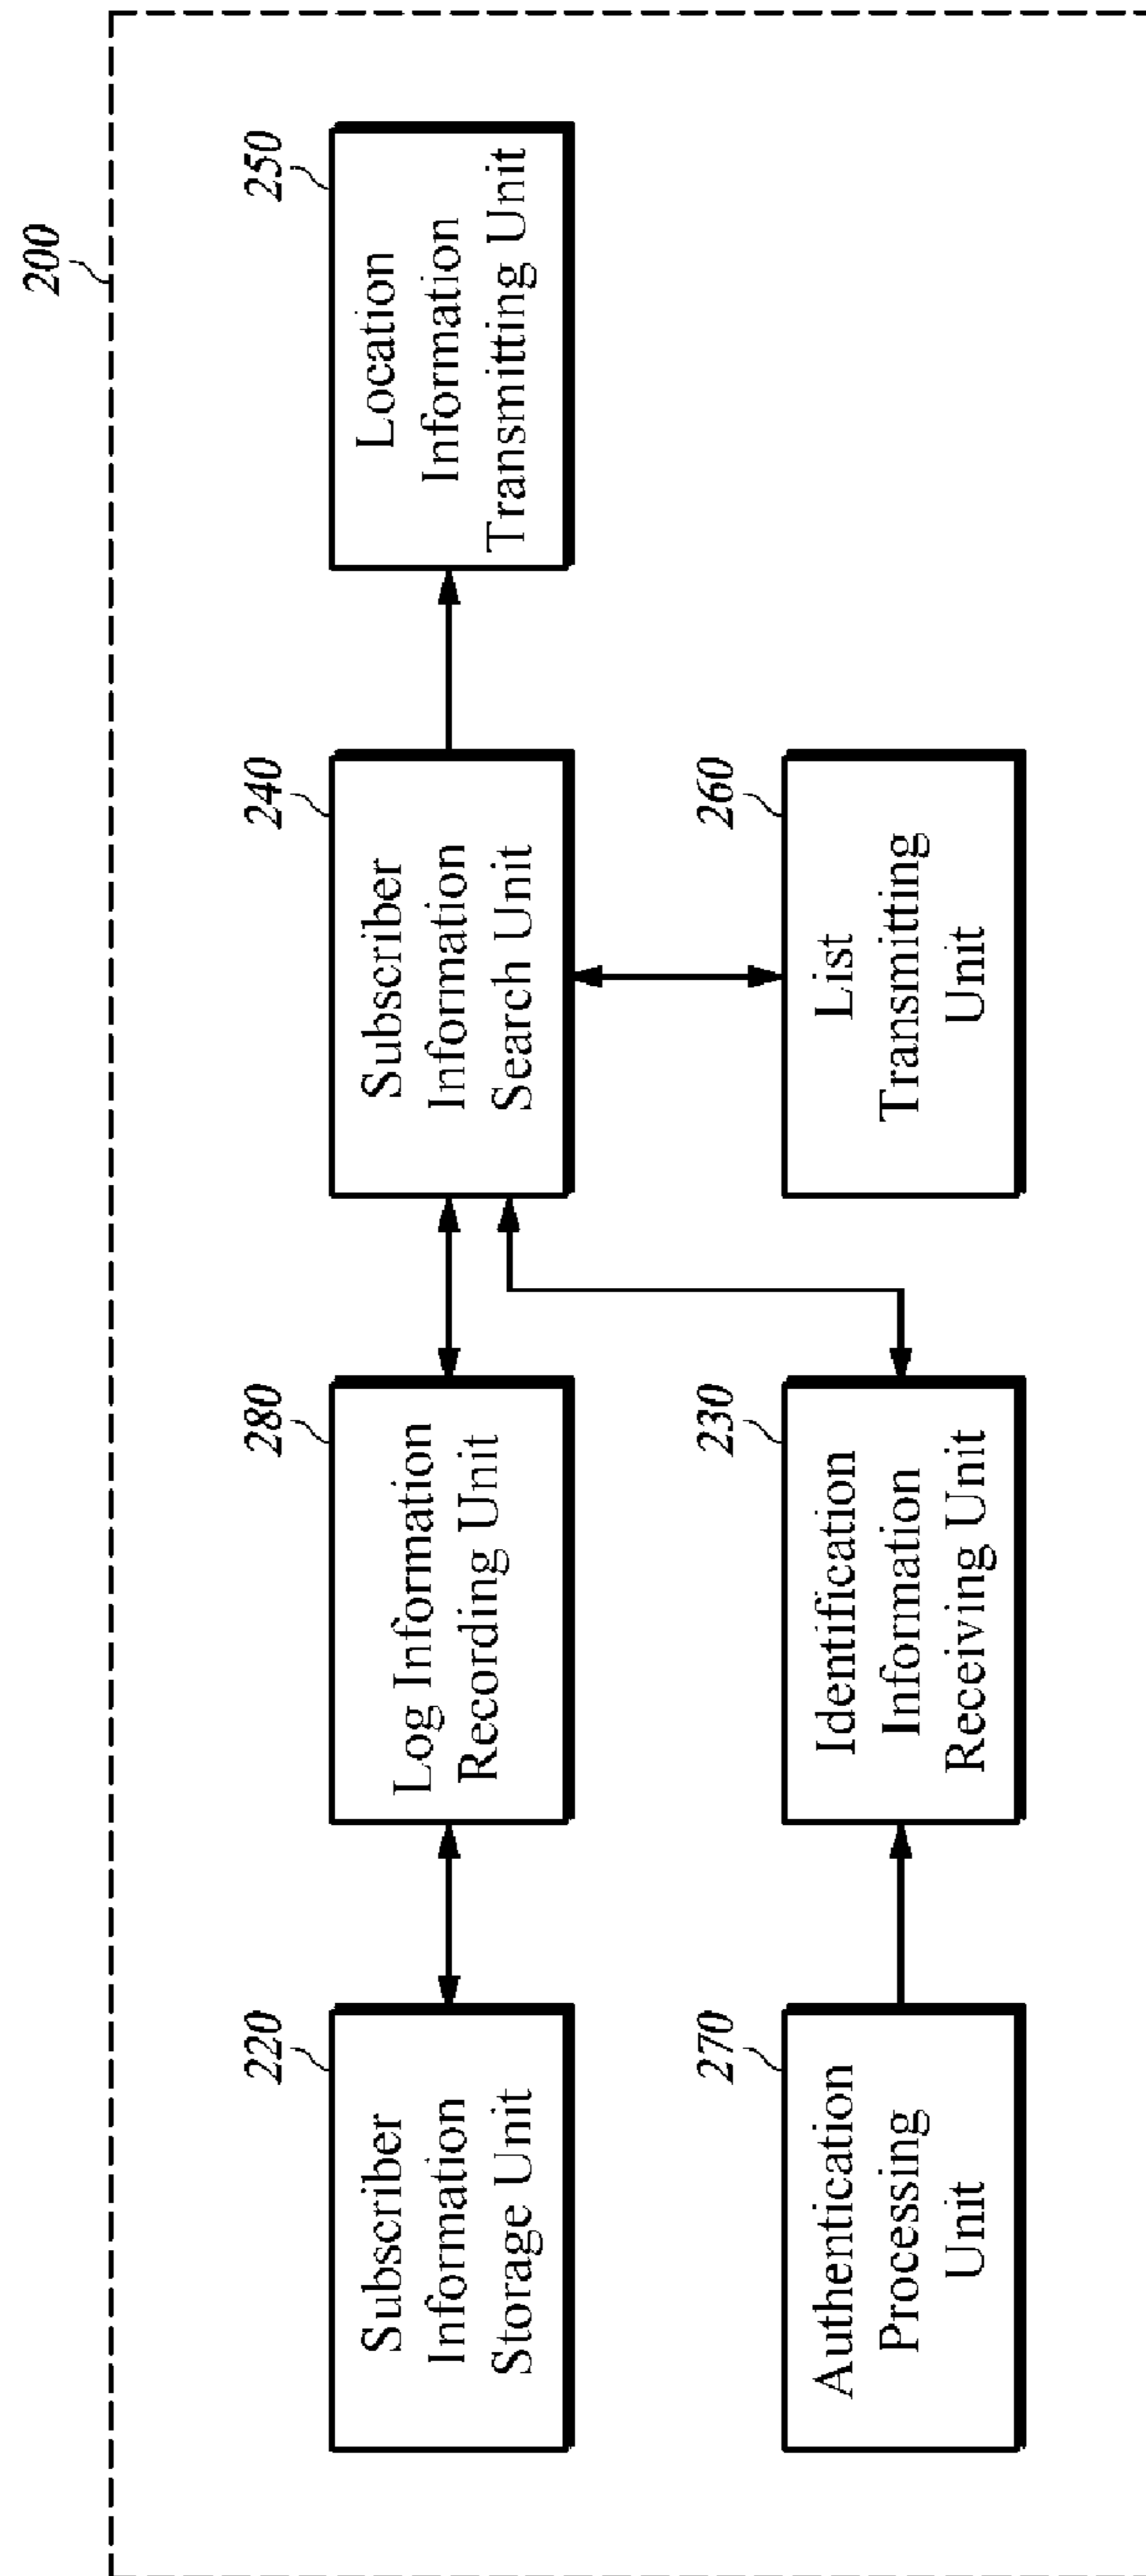 200
220
Subscriber
Information
Storage Unit
280
Log Information
Recording Unit
240
Subscriber
Information
Search Unit
250
Location
Information
Transmitting Unit
270
Authentication
Processing
Unit
230
Identification
Information
Receiving Unit
260
List
Transmitting
Unit